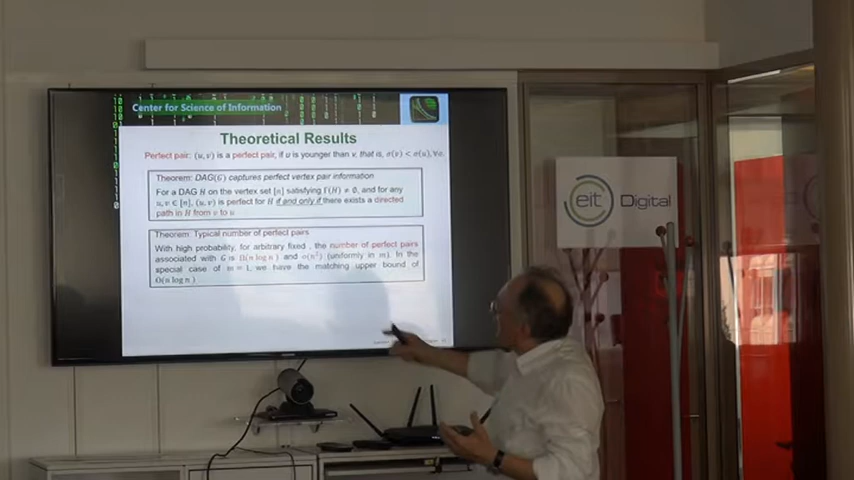 Center for Science of Information
Theoretical Results
Perfect pair: (u, v) is a perfect pair, if u is younger than v, that is, σ(v) < σ(u), ∀σ.
Theorem: DAG(G) captures perfect vertex pair information
For a DAG H on the vertex set [n] satisfying Γ(H) ≠ ∅, and for any
u, v ∈ [n], (u, v) is perfect for H if and only if there exists a directed
path in H from v to u
Theorem: Typical number of perfect pairs
With high probability, for arbitrary fixed , the number of perfect pairs
associated with G is Ω(n log n ) and o(n²) (uniformly in m). In the
special case of m = 1, we have the matching upper bound of
O(n log n )
eit Digital